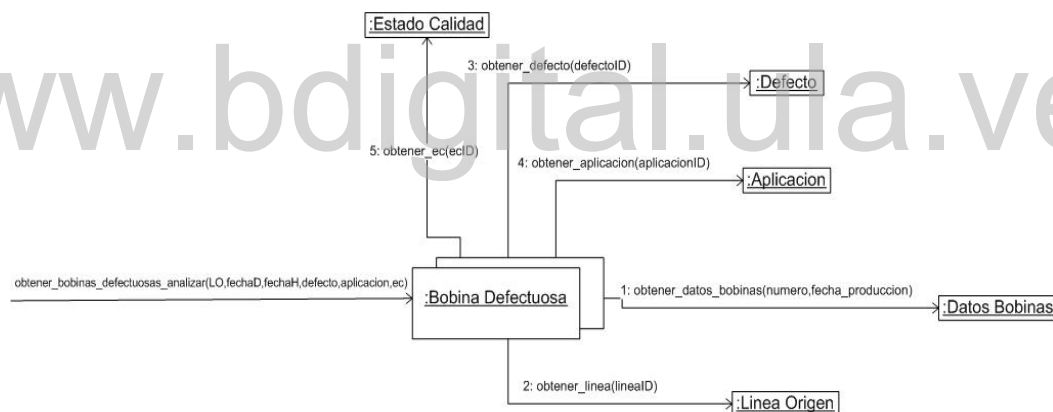 :Estado Calidad
3: obtener_defecto(defectoID)
:Defecto
www.bdigital.ula.ve
5: obtener_ec(ecID)
4: obtener_aplicacion(aplicacionID)
:Aplicacion
obtener_bobinas_defectuosas_analizar(LO,fechaD,fechaH,defecto,aplicacion,ec)
:Bobina Defectuosa
1: obtener_datos_bobinas(numero,fecha_produccion)
:Datos Bobinas
2: obtener_linea(lineaID)
:Linea Origen